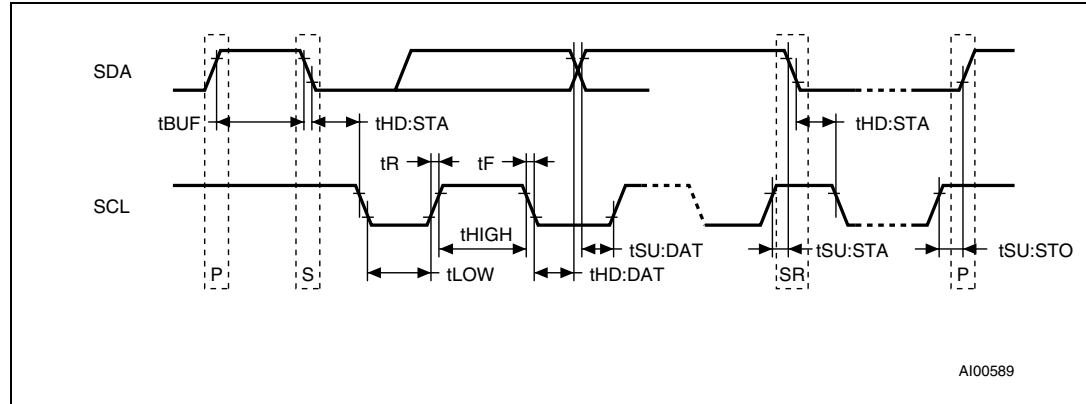 SDA
tBUF
tHD:STA
tHD:STA
tR
tF
SCL
tHIGH
tSU:DAT
tSU:STA
tSU:STO
P
S
tLOW
tHD:DAT
SR
P
AI00589